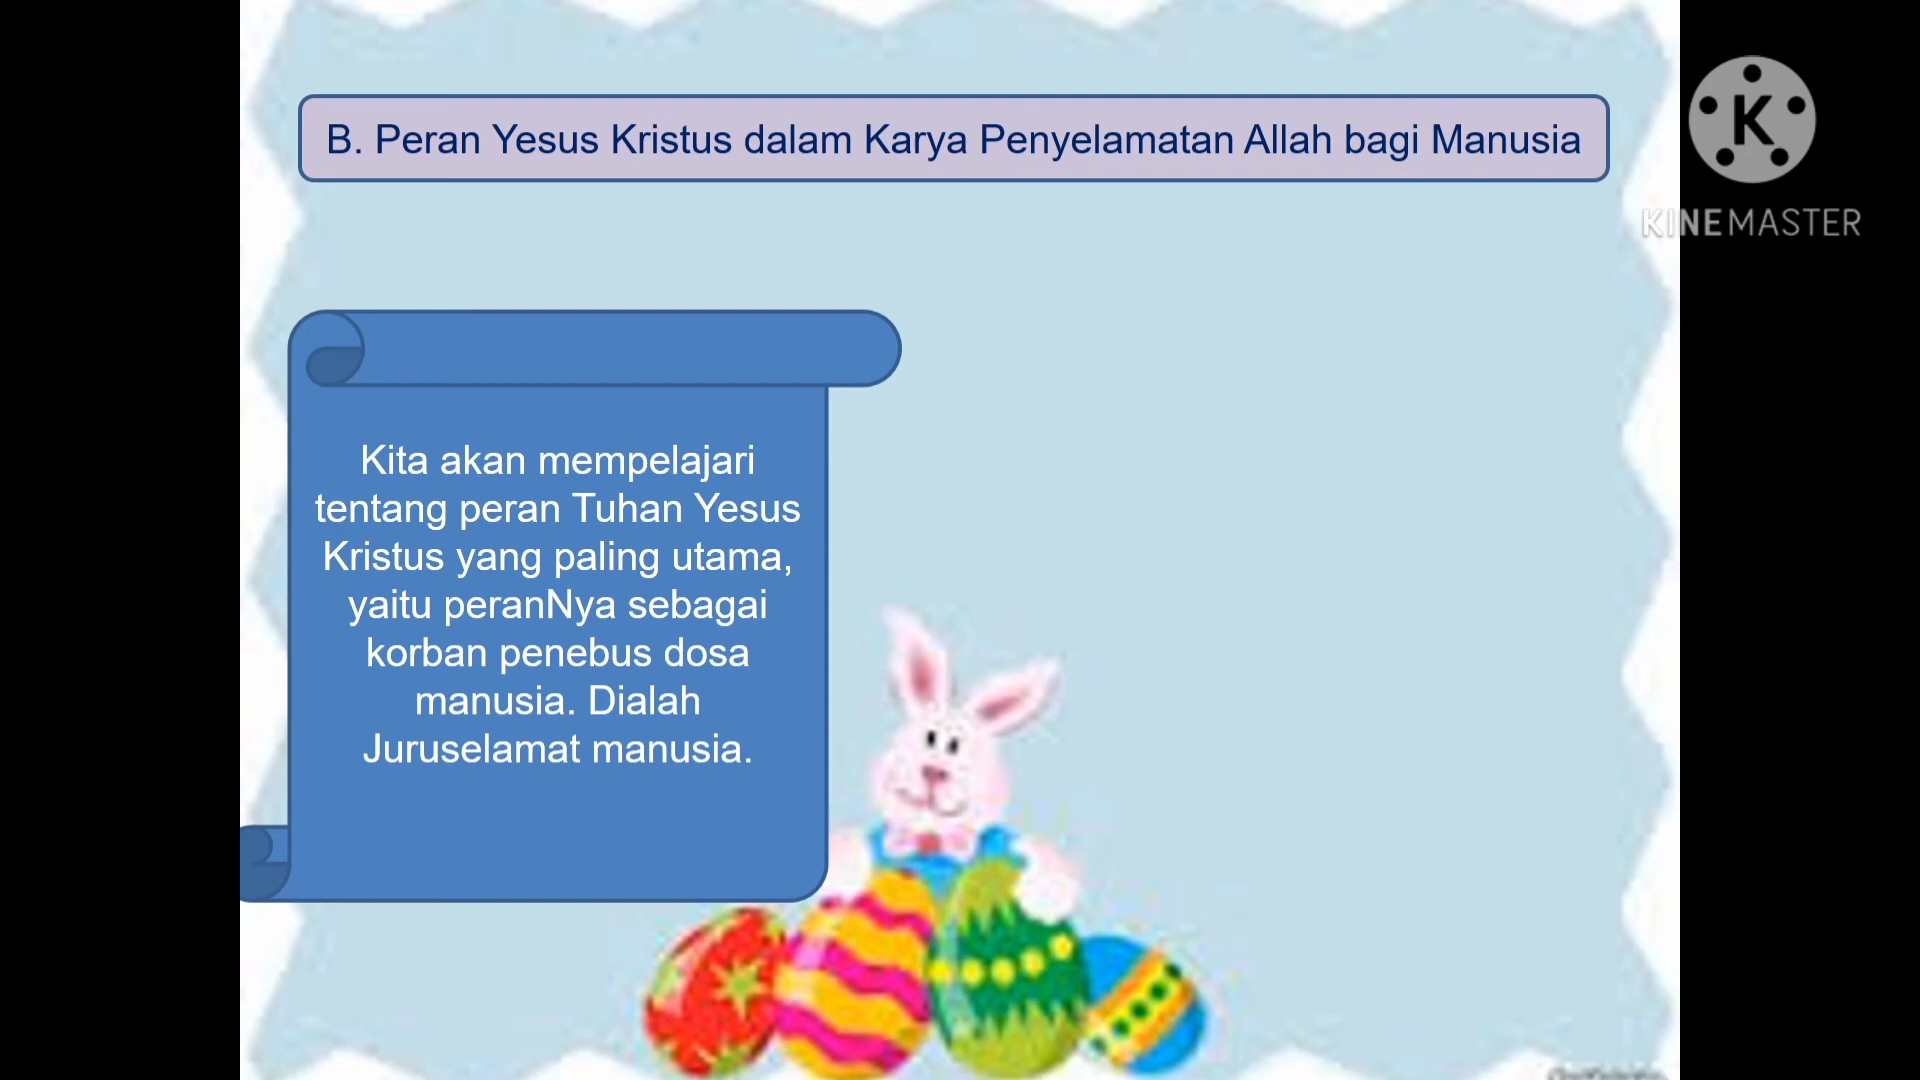 B. Peran Yesus Kristus dalam Karya Penyelamatan Allah bagi Manusia
K
KINEMASTER
Kita akan mempelajari
tentang peran Tuhan Yesus
Kristus yang paling utama,
yaitu peranNya sebagai
korban penebus dosa
manusia. Dialah
Juruselamat manusia.